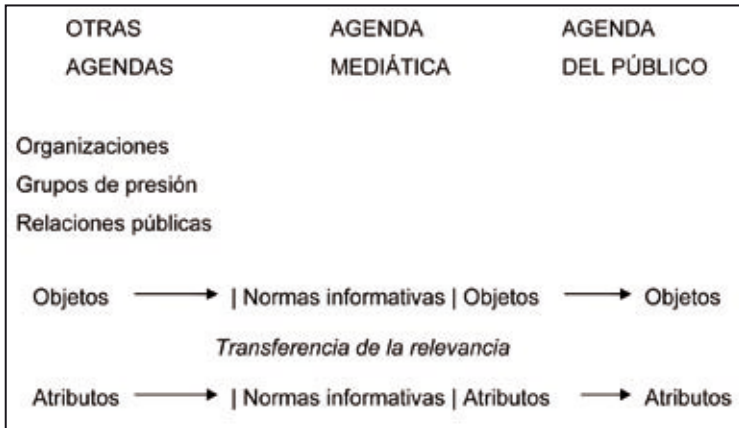 OTRAS AGENDA AGENDA
AGENDAS MEDIÁTICA DEL PÚBLICO
Organizaciones
Grupos de presión
Relaciones públicas
Objetos | Normas informativas | Objetos Objetos
Transferencia de la relevancia
Atributos | Normas informativas | Atributos Atributos